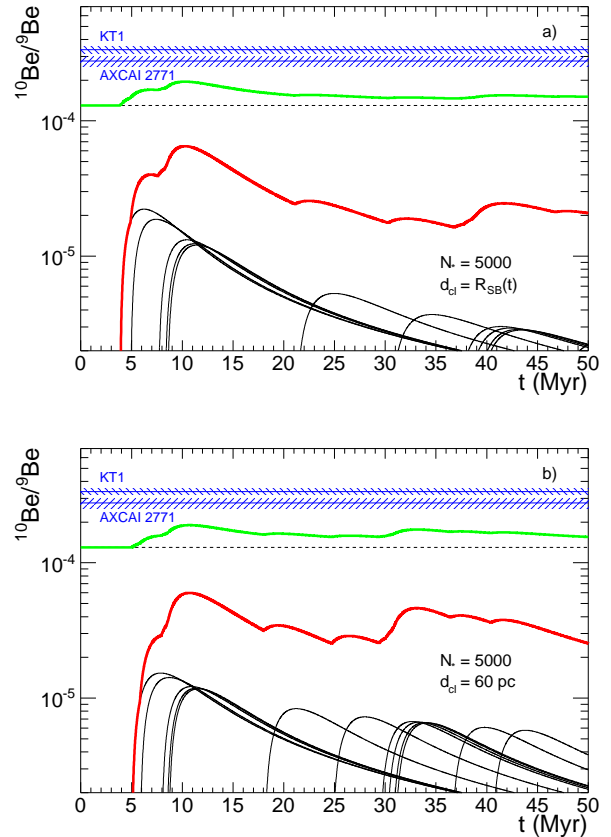 a)
KT1
AXCAI 2771
¹⁰Be/⁹Be
10⁻⁴
10⁻⁵
N* = 5000
d_cl = R_SB(t)
0 5 10 15 20 25 30 35 40 45 50
t (Myr)
b)
KT1
AXCAI 2771
¹⁰Be/⁹Be
10⁻⁴
10⁻⁵
N* = 5000
d_cl = 60 pc
0 5 10 15 20 25 30 35 40 45 50
t (Myr)